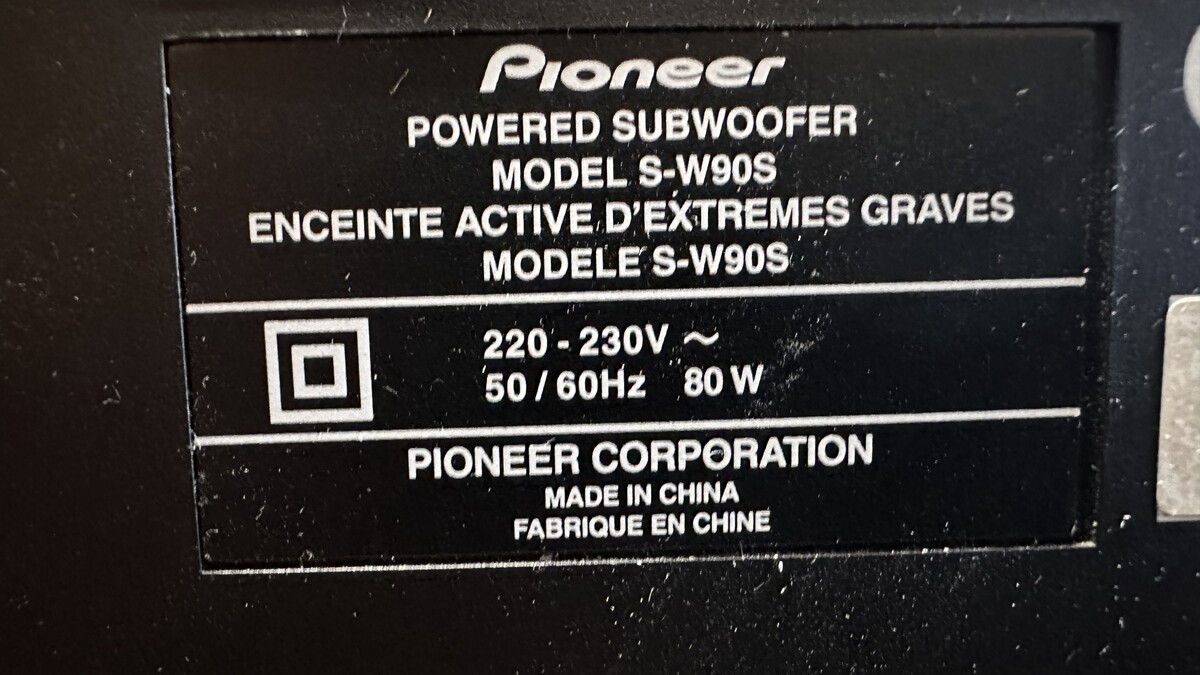 Pioneer
POWERED SUBWOOFER
MODEL S-W90S
ENCEINTE ACTIVE D'EXTREMES GRAVES
MODELE S-W90S
220 - 230V ~
50 / 60Hz 80 W
PIONEER CORPORATION
MADE IN CHINA
FABRIQUE EN CHINE